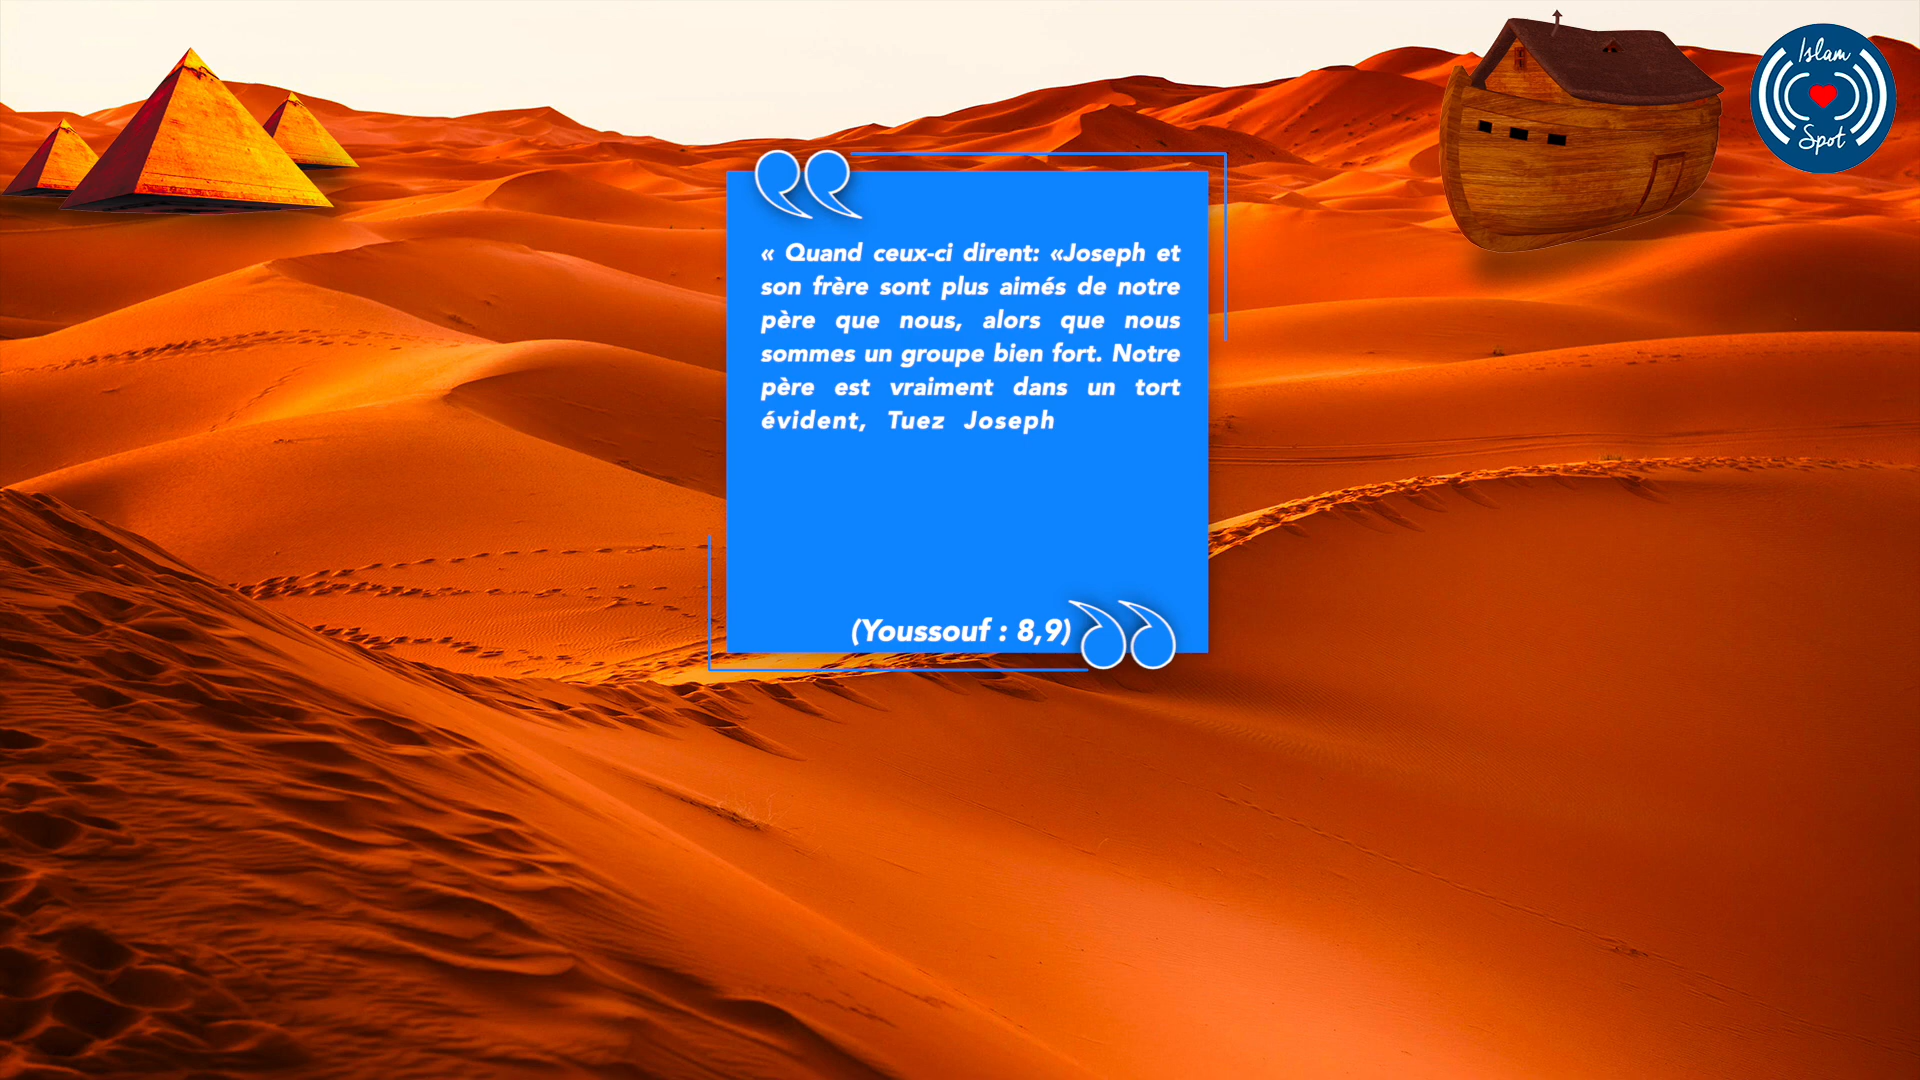 Islam
Spot
« Quand ceux-ci dirent: «Joseph et
son frère sont plus aimés de notre
père que nous, alors que nous
sommes un groupe bien fort. Notre
père est vraiment dans un tort
évident, Tuez Joseph
(Youssouf : 8,9)